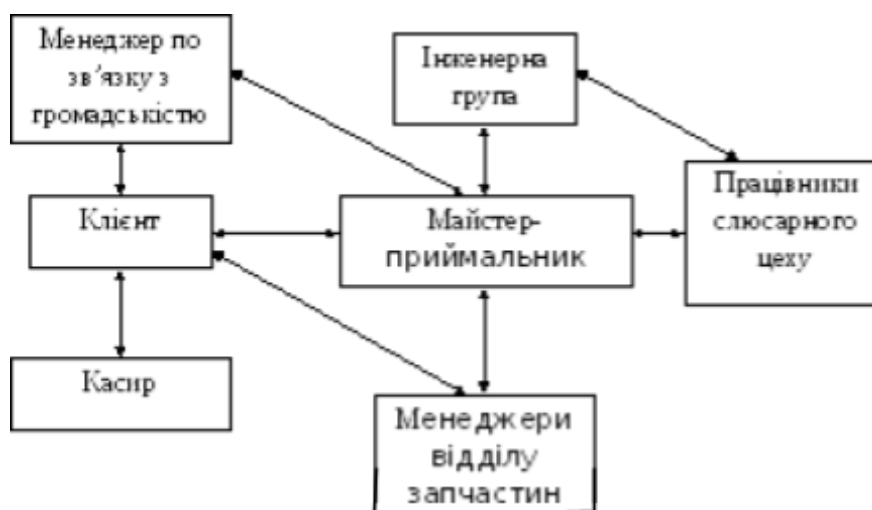 Менеджер по
зв’язку з
громадськістю
Інженерна
група
Працівники
слюсарного
цеху
Клієнт
Майстер-
приймальник
Касир
Менеджери
відділу
запчастин